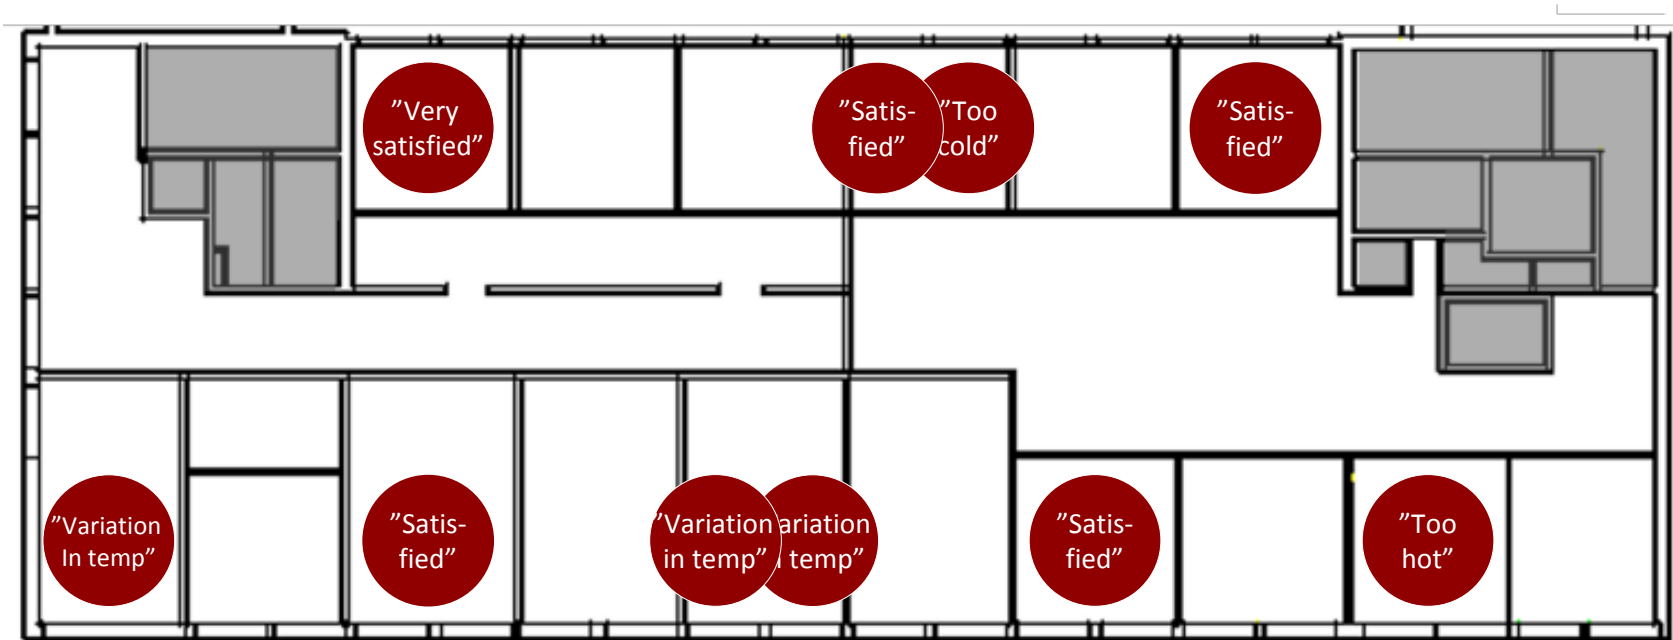 ”Very
satisfied”
”Satis-
fied”
”Too
cold”
”Satis-
fied”
”Variation
In temp”
”Satis-
fied”
”Variation
in temp”
ariation
temp”
”Satis-
fied”
”Too
hot”